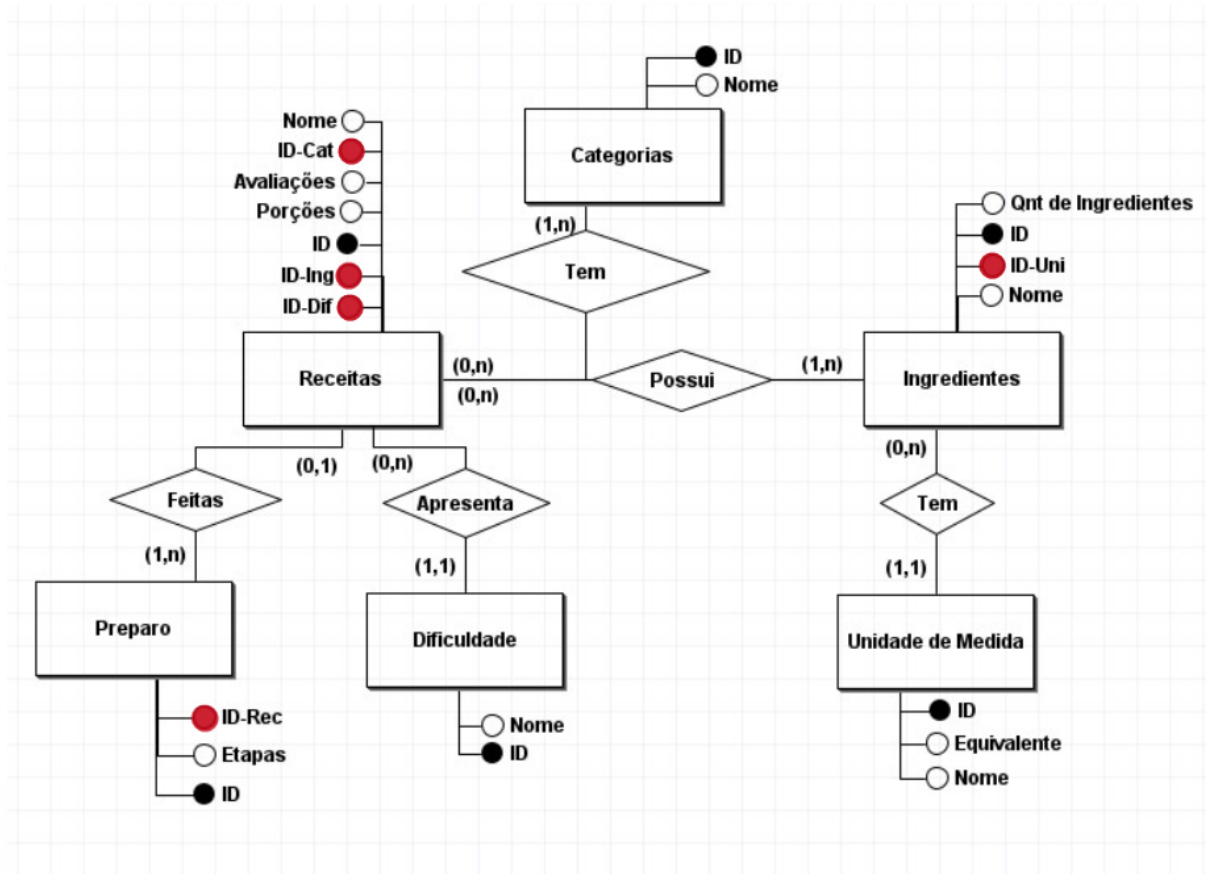 ID
Nome
Categorias
(1,n)
Tem
Nome
ID-Cat
Avaliações
Porções
ID
ID-Ing
ID-Dif
Receitas
(0,n)
(0,n)
Possui
(1,n)
Qnt de Ingredientes
ID
ID-Uni
Nome
Ingredientes
(0,1)
(0,n)
(0,n)
Feitas
Apresenta
Tem
(1,n)
(1,1)
(1,1)
Preparo
Dificuldade
Unidade de Medida
ID-Rec
Etapas
ID
Nome
ID
ID
Equivalente
Nome